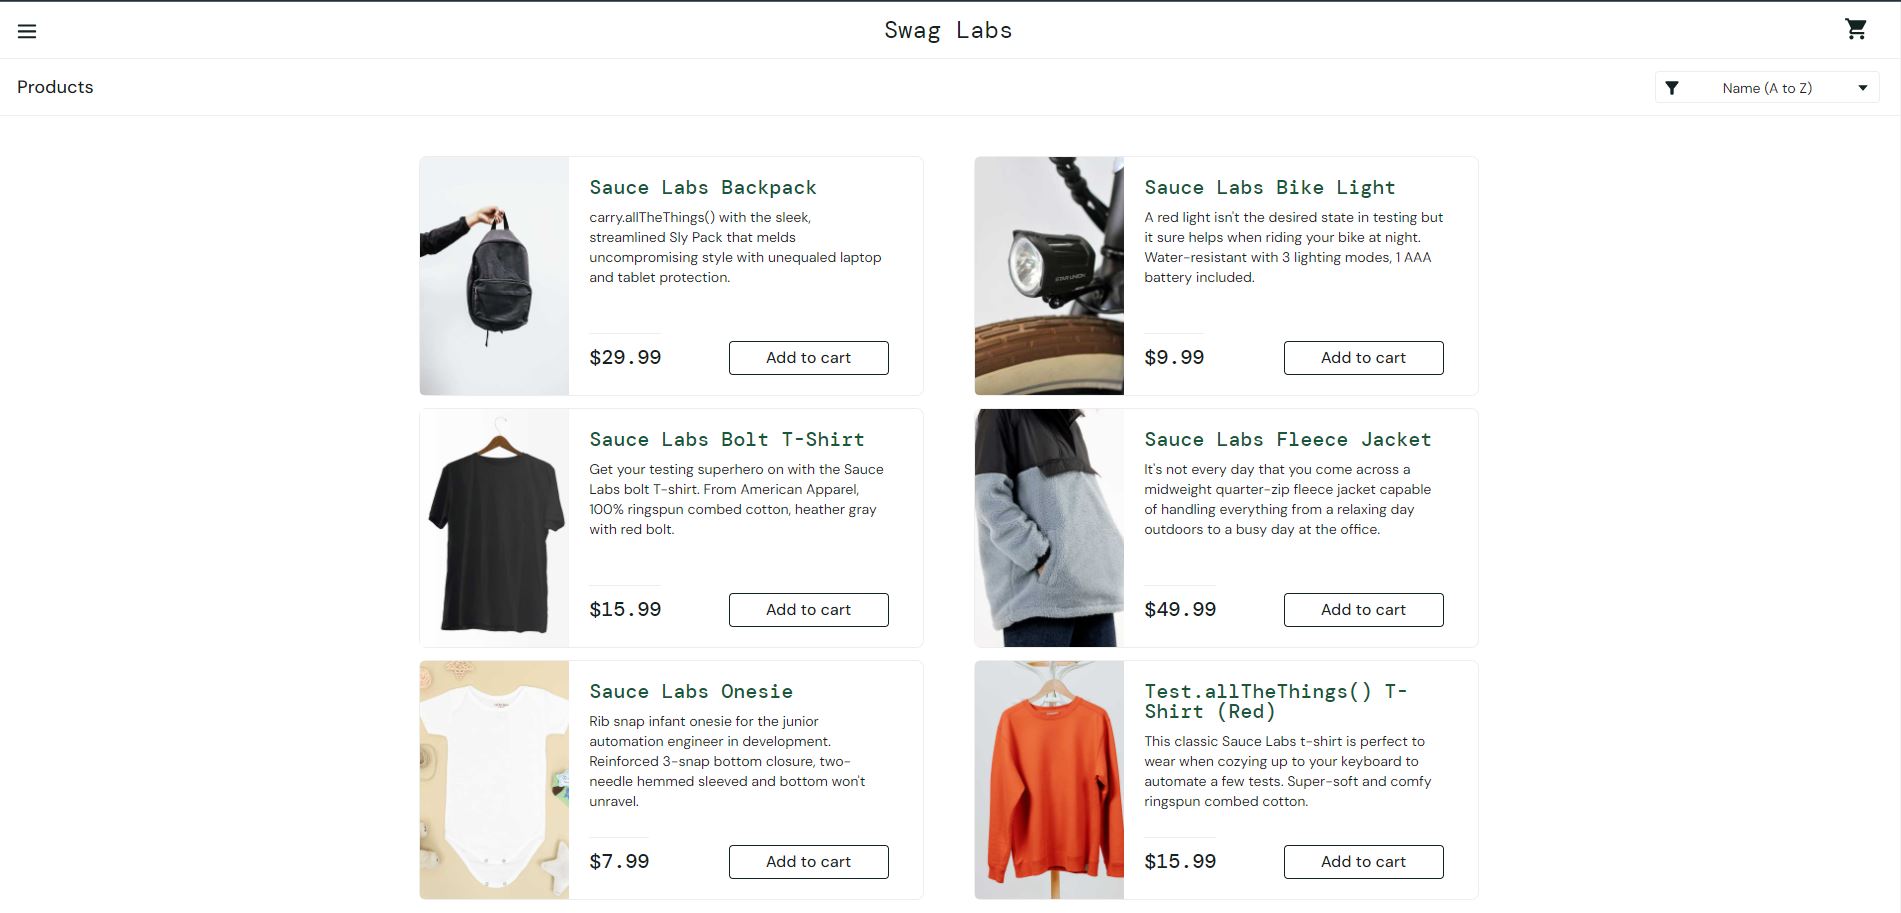 Swag Labs
Products
Name (A to Z)
Sauce Labs Backpack
carry.allTheThings() with the sleek,
streamlined Sly Pack that melds
uncompromising style with unequaled laptop
and tablet protection.
$29.99
Add to cart
Sauce Labs Bike Light
A red light isn't the desired state in testing but
it sure helps when riding your bike at night.
Water-resistant with 3 lighting modes, 1 AAA
battery included.
$9.99
Add to cart
STAR UNION
Sauce Labs Bolt T-Shirt
Get your testing superhero on with the Sauce
Labs bolt T-shirt. From American Apparel,
100% ringspun combed cotton, heather gray
with red bolt.
$15.99
Add to cart
Sauce Labs Fleece Jacket
It's not every day that you come across a
midweight quarter-zip fleece jacket capable
of handling everything from a relaxing day
outdoors to a busy day at the office.
$49.99
Add to cart
Sauce Labs Onesie
Rib snap infant onesie for the junior
automation engineer in development.
Reinforced 3-snap bottom closure, two-
needle hemmed sleeved and bottom won't
unravel.
$7.99
Add to cart
Test.allTheThings() T-
Shirt (Red)
This classic Sauce Labs t-shirt is perfect to
wear when cozying up to your keyboard to
automate a few tests. Super-soft and comfy
ringspun combed cotton.
$15.99
Add to cart